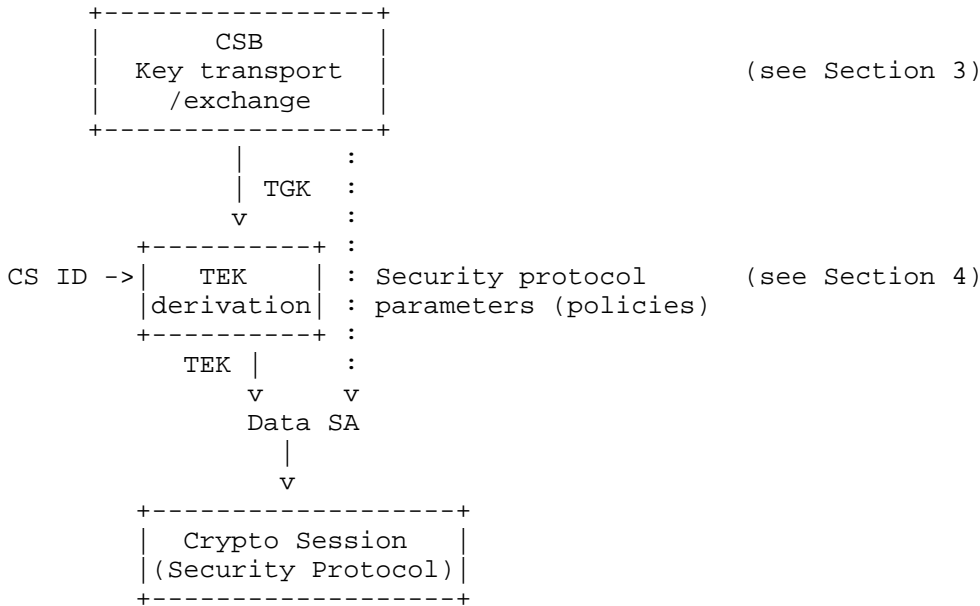 CSB
Key transport (see Section 3)
/exchange
:
TGK :
v :
:
CS ID -> TEK : Security protocol (see Section 4)
derivation : parameters (policies)
:
TEK :
v v
Data SA
v
Crypto Session
(Security Protocol)